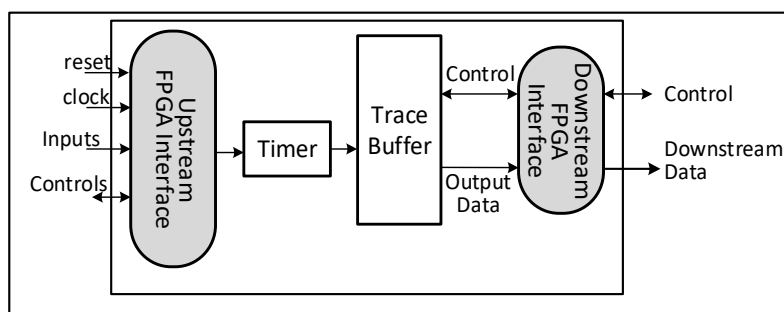 reset
clock
Inputs
Controls
Upstream
FPGA Interface
Timer
Trace
Buffer
Control
Output
Data
Downstream
FPGA
Interface
Control
Downstream
Data